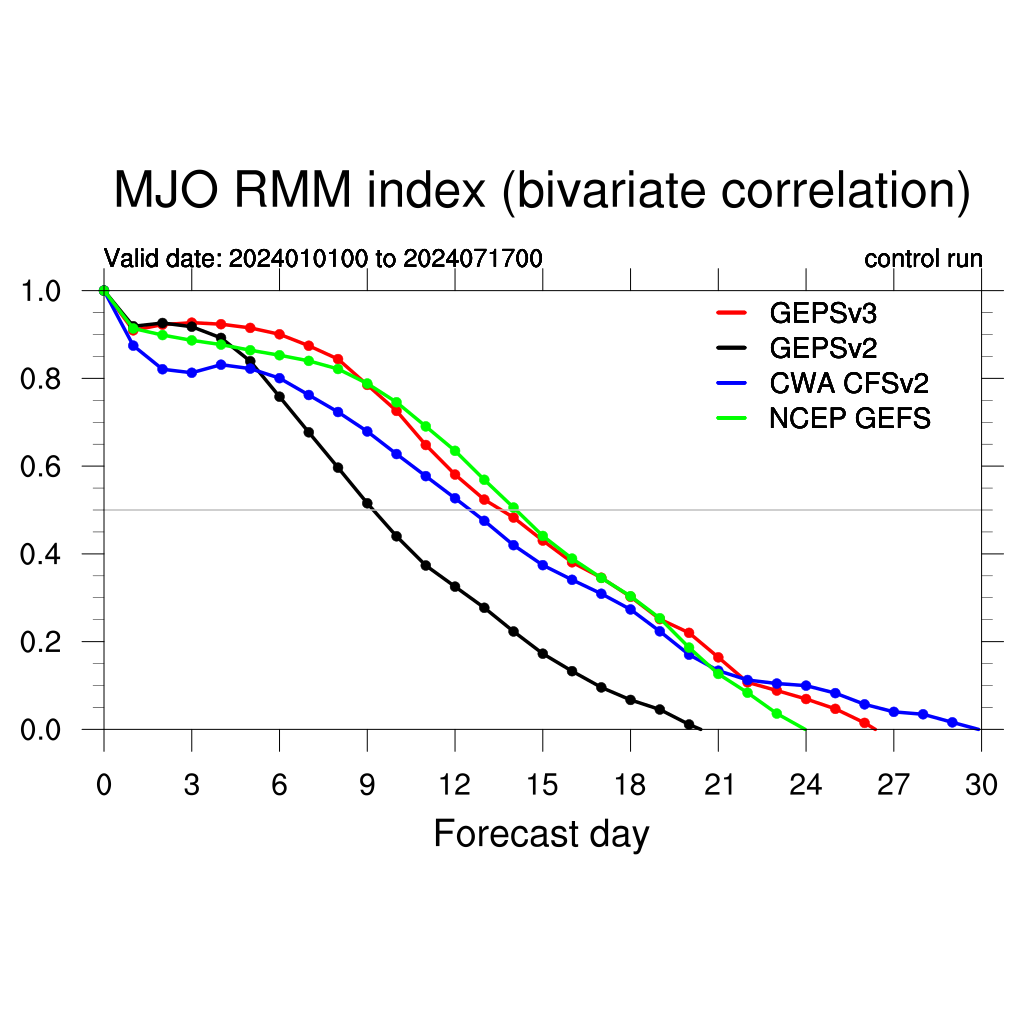 MJO RMM index (bivariate correlation)
Valid date: 2024010100 to 2024071700
control run
1.0
0.8
0.6
0.4
0.2
0.0
GEPSv3
GEPSv2
CWA CFSv2
NCEP GEFS
0 3 6 9 12 15 18 21 24 27 30
Forecast day